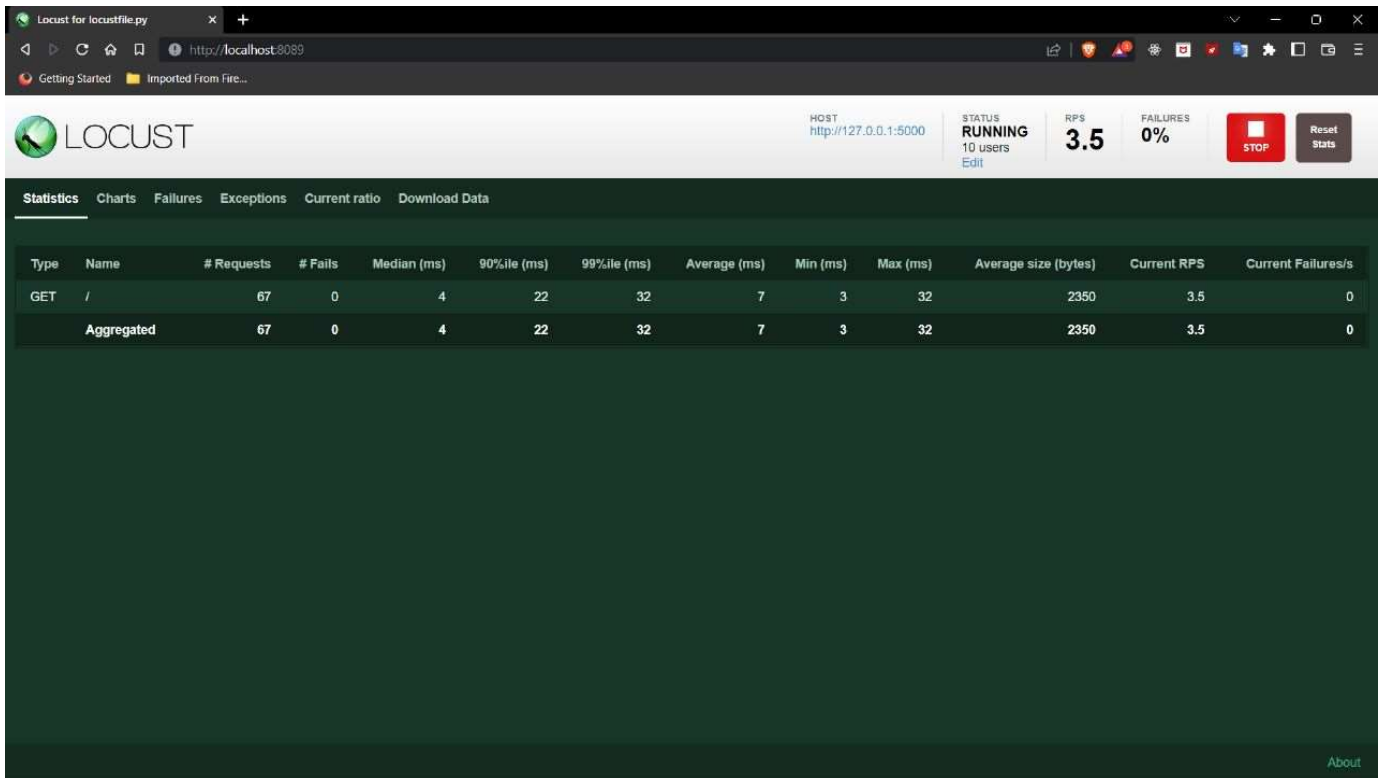 Locust for locustfile.py
http://localhost:8089
Getting Started Imported From Fire...
LOCUST
HOST
http://127.0.0.1:5000
STATUS
RUNNING
10 users
Edit
RPS
3.5
FAILURES
0%
STOP
Reset
Stats
Statistics Charts Failures Exceptions Current ratio Download Data
Type Name # Requests # Fails Median (ms) 90%ile (ms) 99%ile (ms) Average (ms) Min (ms) Max (ms) Average size (bytes) Current RPS Current Failures/s
GET / 67 0 4 22 32 7 3 32 2350 3.5 0
Aggregated 67 0 4 22 32 7 3 32 2350 3.5 0
About